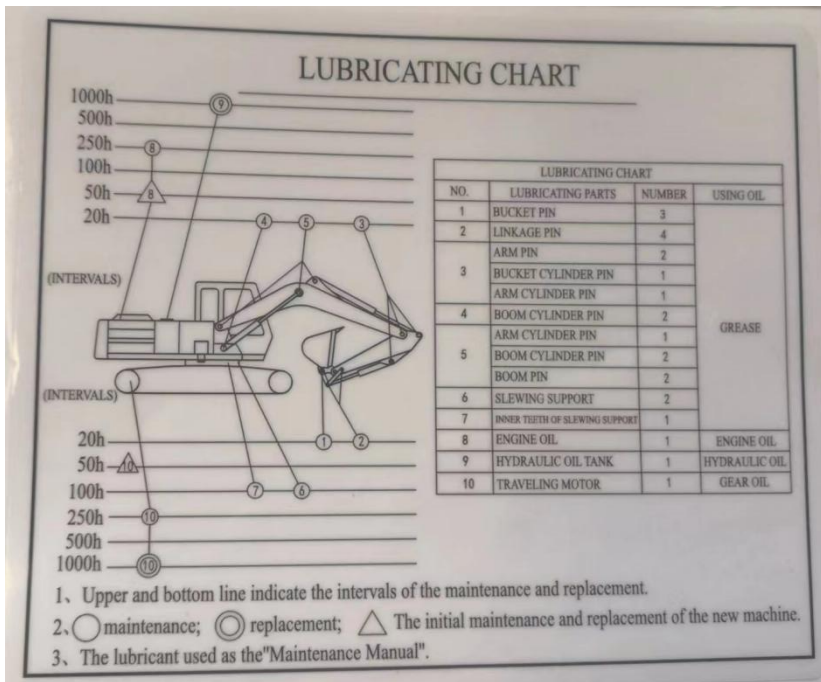 LUBRICATING CHART
1000h
500h
250h
100h
50h
20h
9
8
8
4 5 3
(INTERVALS)
(INTERVALS)
20h
50h
100h
250h
500h
1000h
1 2
10
7 6
10
10
LUBRICATING CHART
NO. LUBRICATING PARTS NUMBER USING OIL
1 BUCKET PIN 3
2 LINKAGE PIN 4
3 ARM PIN 2
BUCKET CYLINDER PIN 1
ARM CYLINDER PIN 1
4 BOOM CYLINDER PIN 2
5 ARM CYLINDER PIN 1
BOOM CYLINDER PIN 2
BOOM PIN 2
GREASE
6 SLEWING SUPPORT 2
7 INNER TEETH OF SLEWING SUPPORT 1
8 ENGINE OIL 1 ENGINE OIL
9 HYDRAULIC OIL TANK 1 HYDRAULIC OIL
10 TRAVELING MOTOR 1 GEAR OIL
1、Upper and bottom line indicate the intervals of the maintenance and replacement.
2、○maintenance; ◎ replacement; △ The initial maintenance and replacement of the new machine.
3、The lubricant used as the"Maintenance Manual".